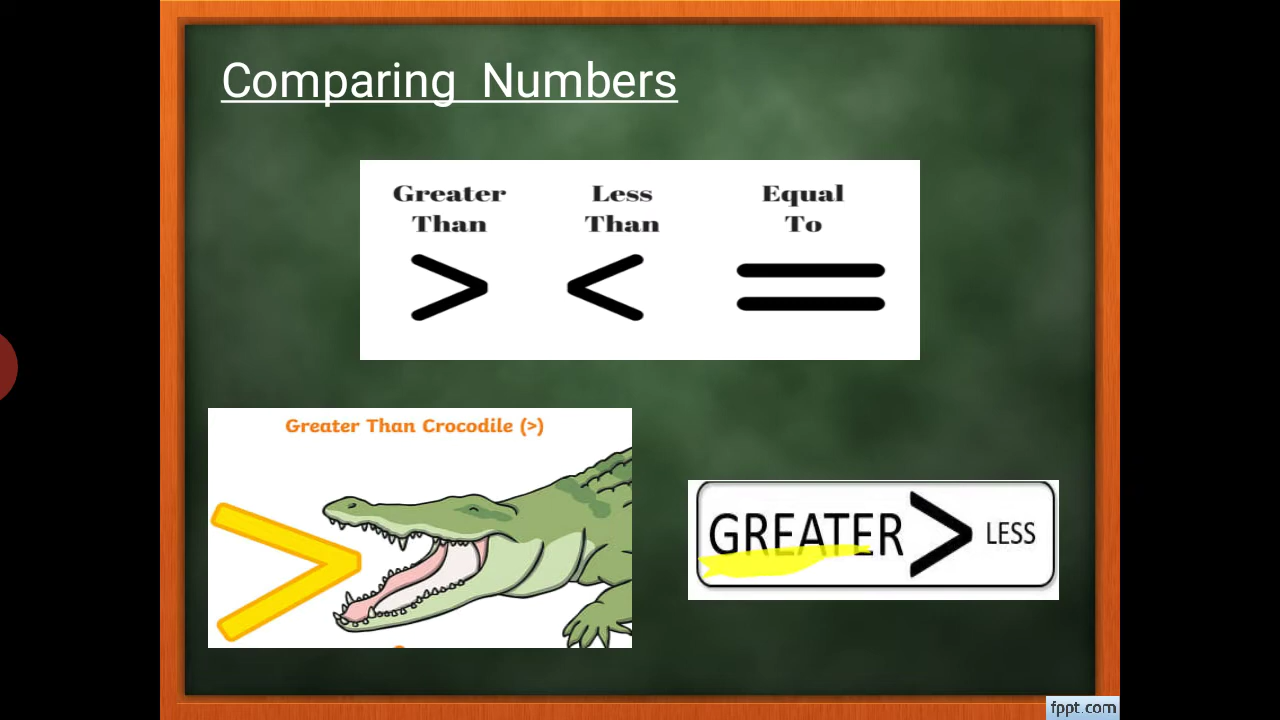 Comparing Numbers
Greater Less Equal
Than Than To
> < =
Greater Than Crocodile (>)
>
GREATER > LESS
fppt.com